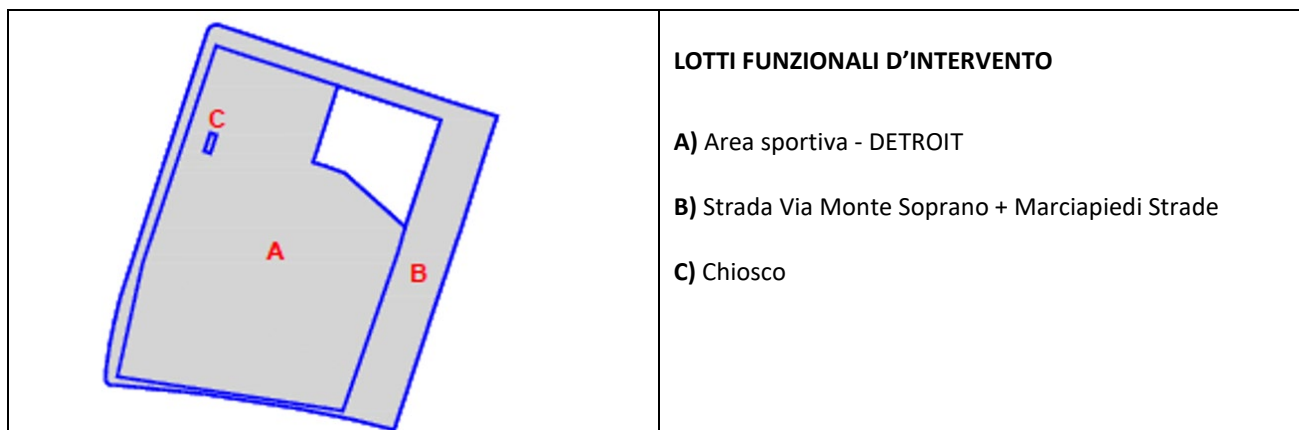 C
A
B
LOTTI FUNZIONALI D’INTERVENTO
A) Area sportiva - DETROIT
B) Strada Via Monte Soprano + Marciapiedi Strade
C) Chiosco